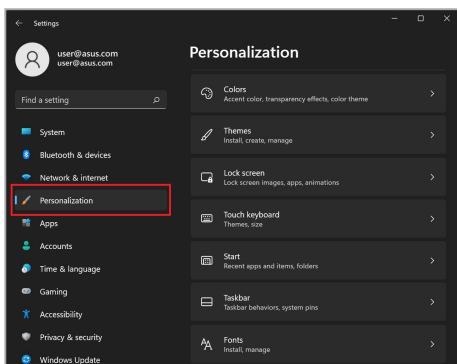 Settings
user@asus.com
user@asus.com
Find a setting
System
Bluetooth & devices
Network & internet
Personalization
Apps
Accounts
Time & language
Gaming
Accessibility
Privacy & security
Windows Update
Personalization
Colors
Accent color, transparency effects, color theme
Themes
Install, create, manage
Lock screen
Lock screen images, apps, animations
Touch keyboard
Themes, size
Start
Recent apps and items, folders
Taskbar
Taskbar behaviors, system pins
Fonts
Install, manage